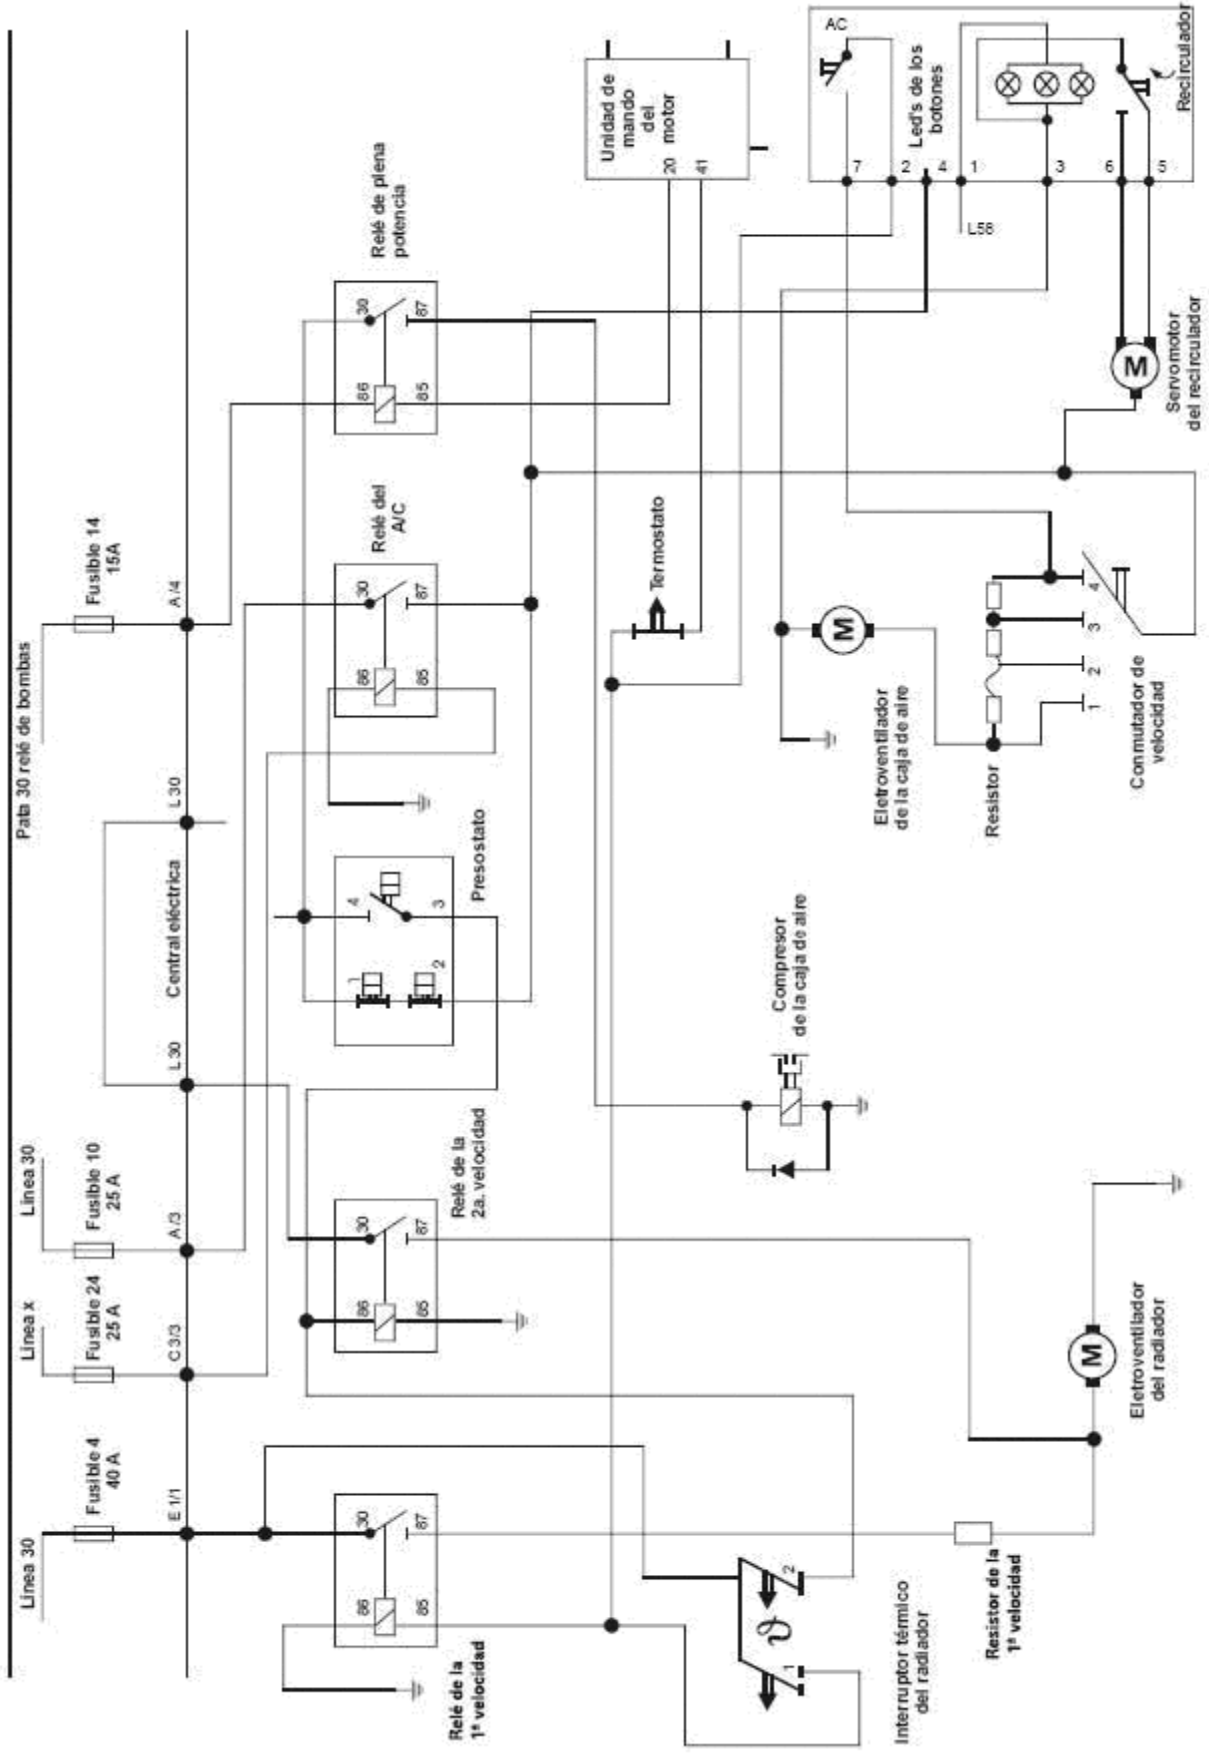 Linea 30
Linea x
Linea 30
Pata 30 relé de bombas
Fusible 4
40 A
Fusible 24
25 A
Fusible 10
25 A
Fusible 14
15A
E 1/1
C 3/3
A /3
L 30
Central eléctrica
L 30
A /4
86
30
85
87
Relé de la
1ª velocidad
86
30
85
87
Relé de la
2a. velocidad
1
4
2
3
Presostato
86
30
85
87
Relé del
A/C
86
30
85
87
Relé de plena
potencia
Unidad de
mando
del
motor
20
41
Termostato
AC
Led's de los
botones
Recirculador
7
2
4
1
3
6
5
L58
M
Servomotor
del recirculador
M
Eletroventilador
de la caja de aire
Resistor
1
2
3
4
Conmutador de
velocidad
Compresor
de la caja de aire
M
Eletroventilador
del radiador
Resistor de la
1ª velocidad
ϑ
1
2
Interruptor térmico
del radiador